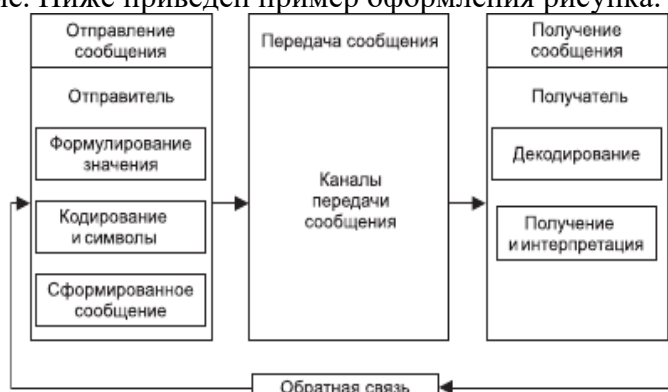 Ниже приведен пример оформления рисунка.
Отправление
сообщения
Отправитель
Формулирование
значения
Кодирование
и символы
Сформированное
сообщение
Передача сообщения
Каналы
передачи
сообщения
Получение
сообщения
Получатель
Декодирование
Получение
и интерпретация
Обратная связь